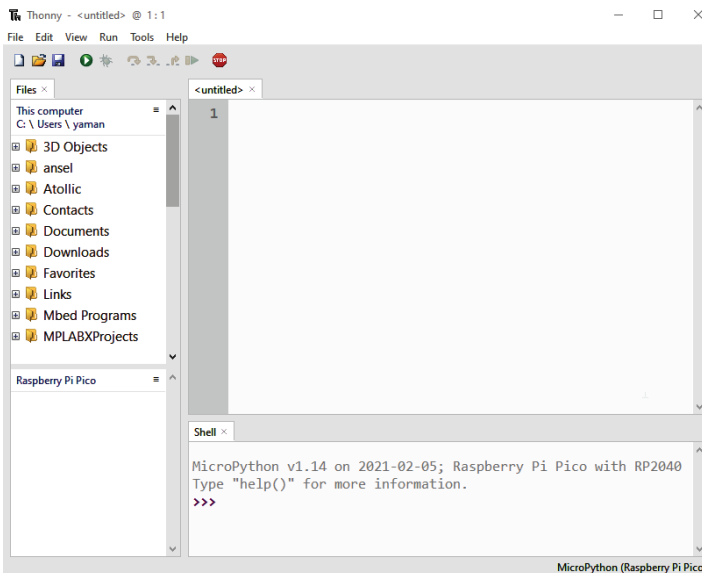 Thonny - <untitled> @ 1 : 1
File Edit View Run Tools Help
STOP
Files ×
This computer
C: \ Users \ yaman
3D Objects
ansel
Atollic
Contacts
Documents
Downloads
Favorites
Links
Mbed Programs
MPLABXProjects
Raspberry Pi Pico
<untitled> ×
1
Shell ×
MicroPython v1.14 on 2021-02-05; Raspberry Pi Pico with RP2040
Type "help()" for more information.
>>>
MicroPython (Raspberry Pi Pico